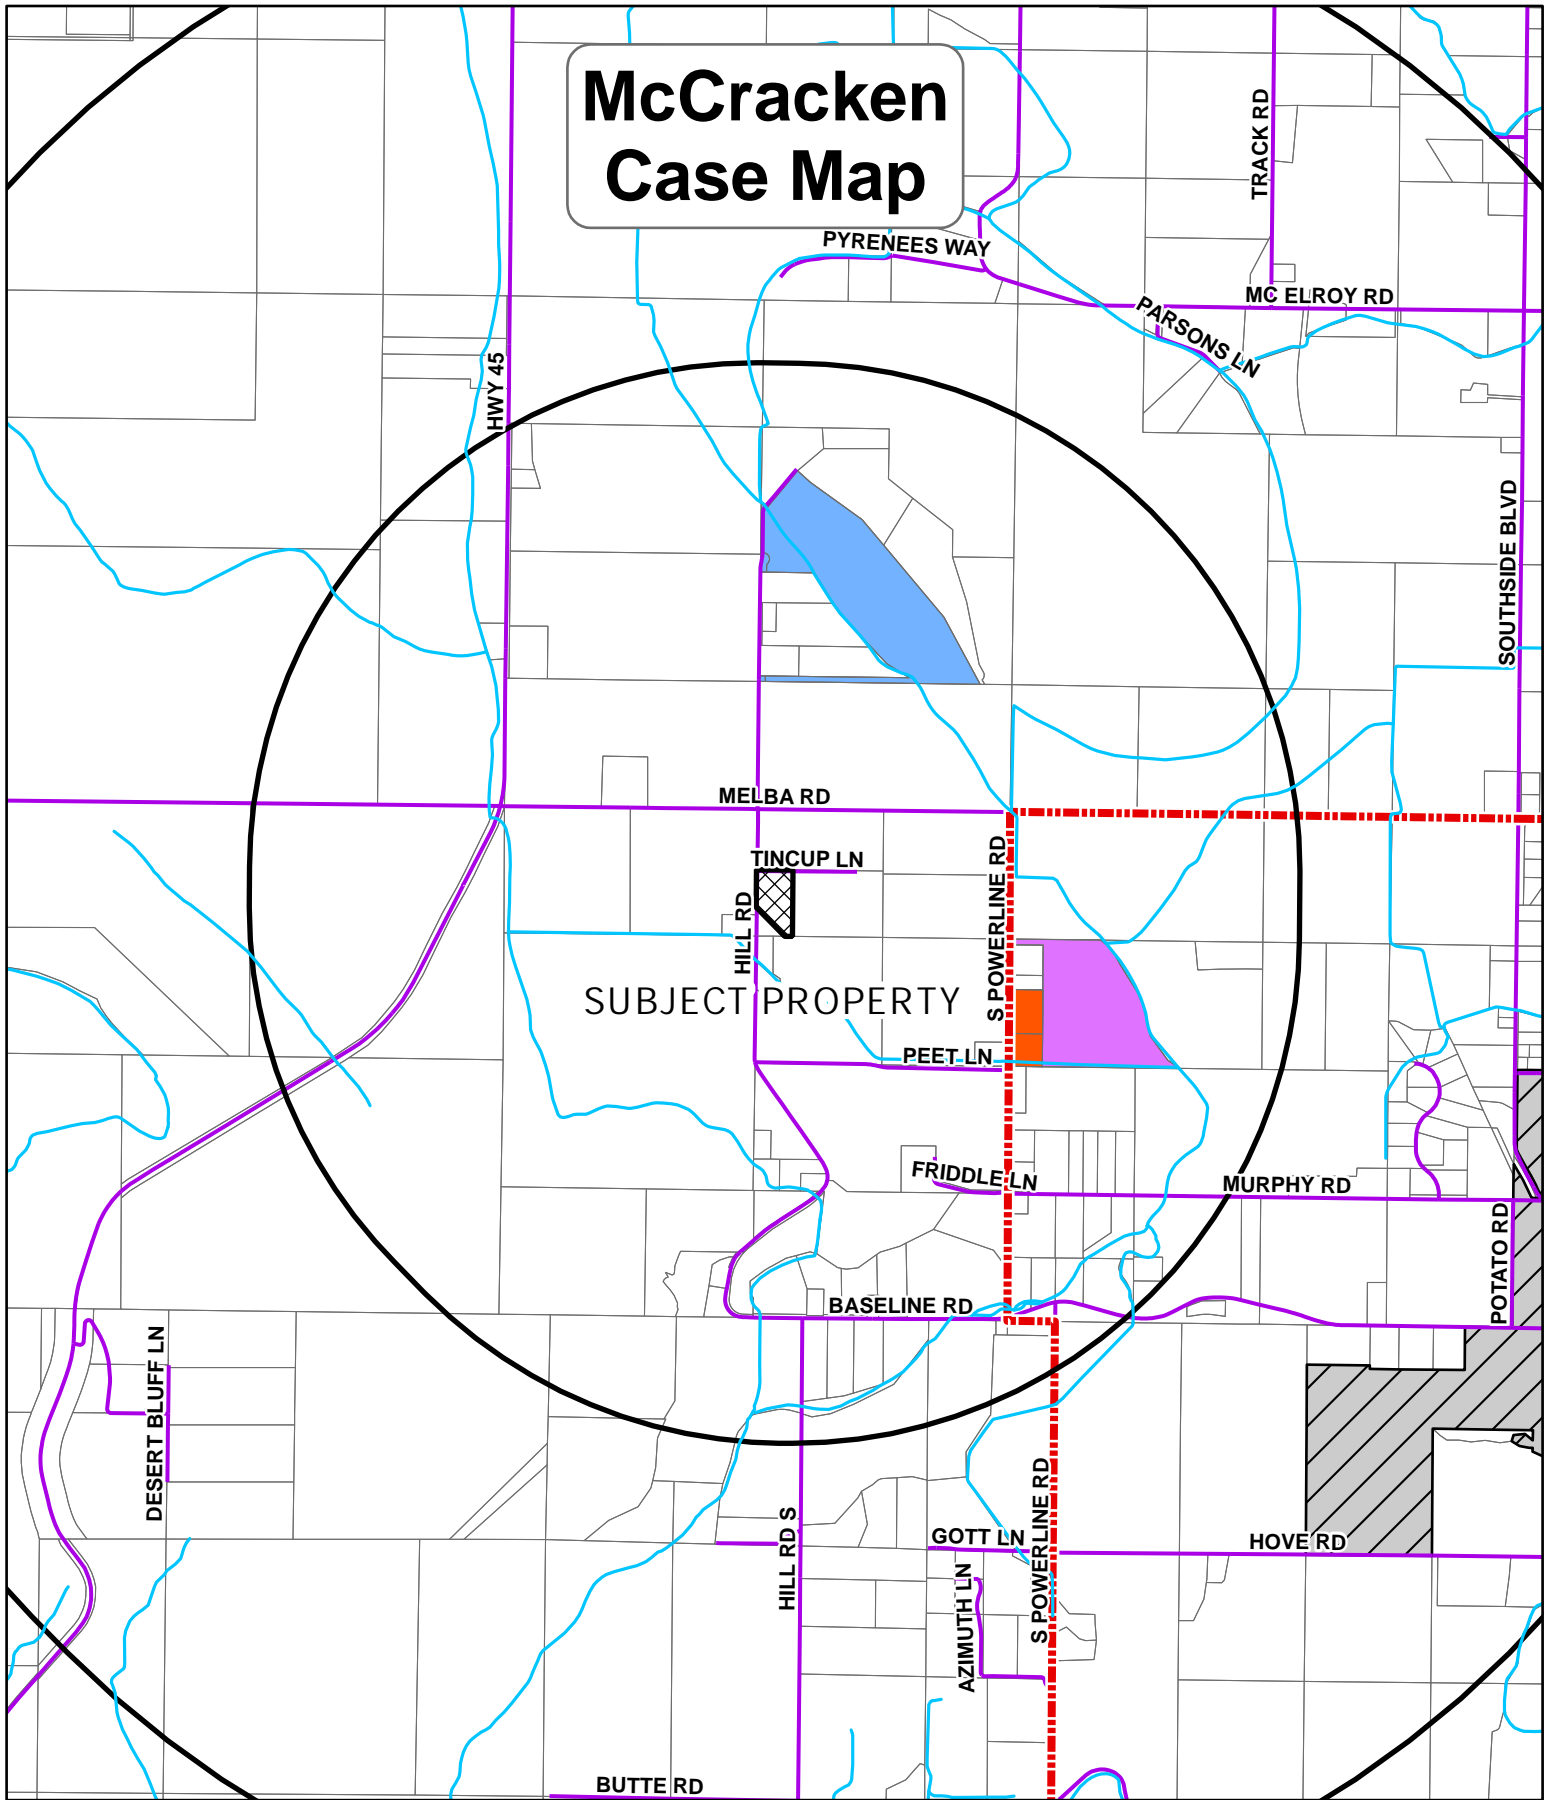 McCracken
Case Map
TRACK RD
PYRENEES WAY
MC ELROY RD
PARSONS LN
HWY 45
SOUTHSIDE BLVD
MELBA RD
TINCUP LN
HILL RD
S POWERLINE RD
SUBJECT PROPERTY
PEET LN
FRIDDLE LN
MURPHY RD
POTATO RD
BASELINE RD
DESERT BLUFF LN
S POWERLINE RD
HILL RD S
GOTT LN
HOVE RD
AZIMUTH LN
BUTTE RD